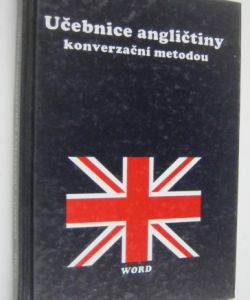 Učebnice angličtiny
konverzační metodou
WORD